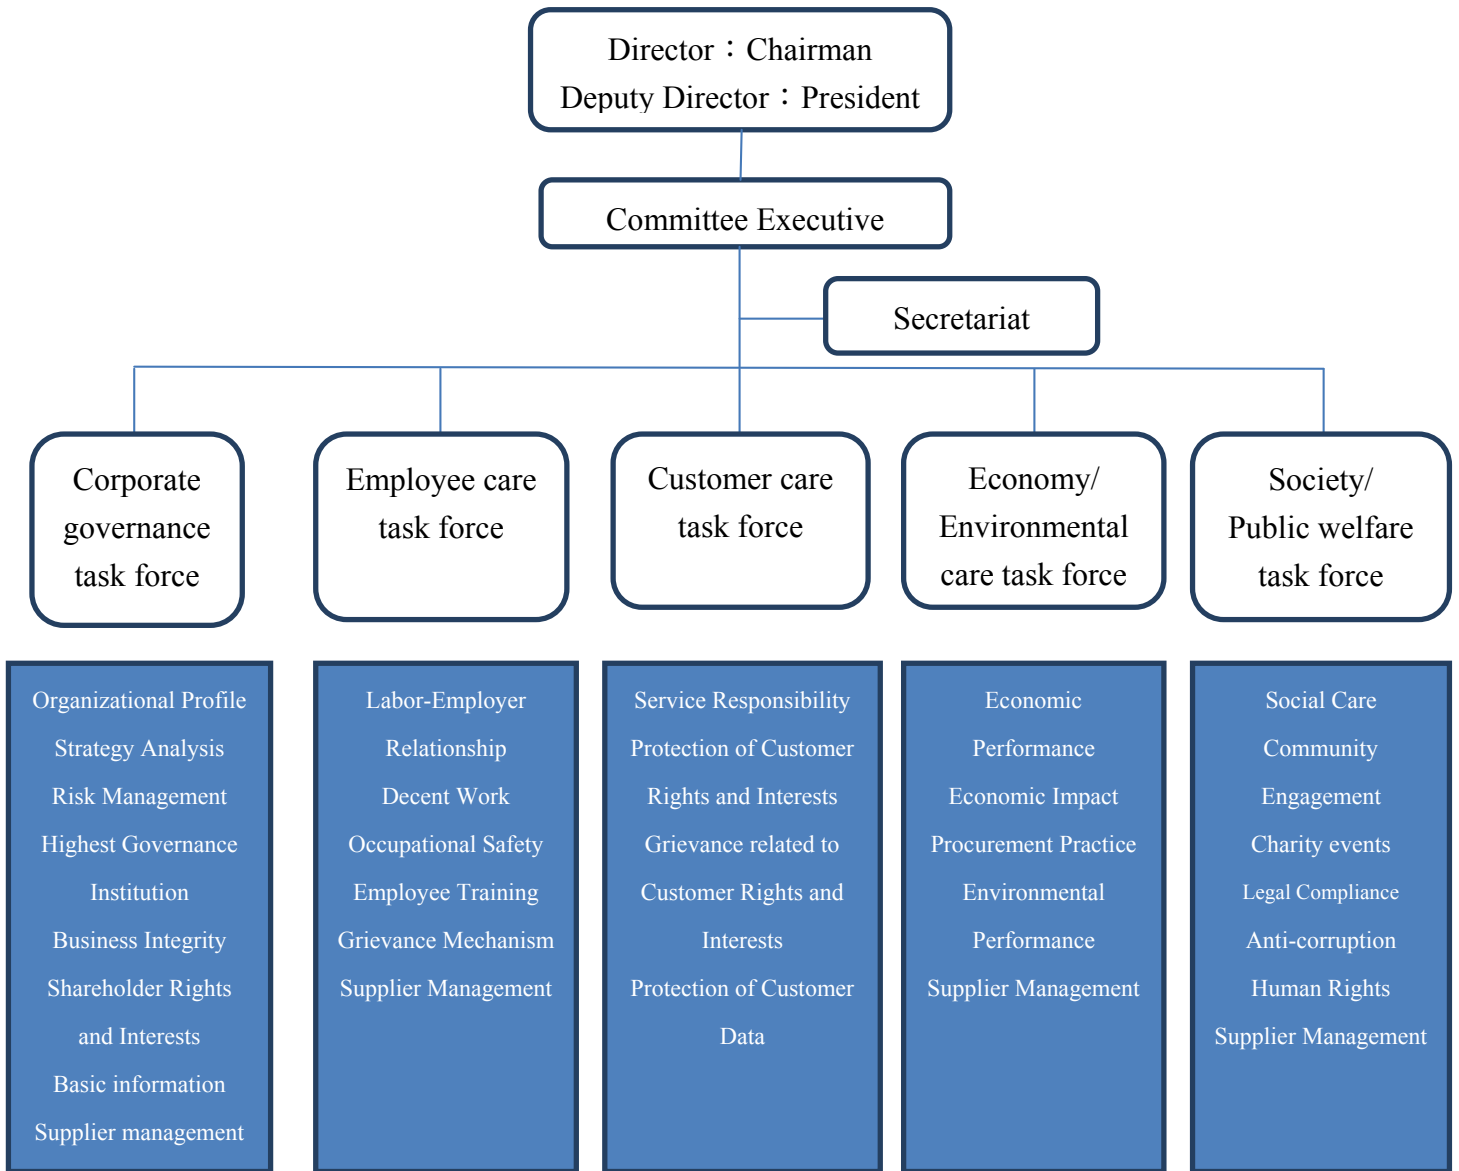 Director：Chairman
Deputy Director：President
Committee Executive
Secretariat
Corporate
governance
task force
Employee care
task force
Customer care
task force
Economy/
Environmental
care task force
Society/
Public welfare
task force
Organizational Profile
Strategy Analysis
Risk Management
Highest Governance
Institution
Business Integrity
Shareholder Rights
and Interests
Basic information
Supplier management
Labor-Employer
Relationship
Decent Work
Occupational Safety
Employee Training
Grievance Mechanism
Supplier Management
Service Responsibility
Protection of Customer
Rights and Interests
Grievance related to
Customer Rights and
Interests
Protection of Customer
Data
Economic
Performance
Economic Impact
Procurement Practice
Environmental
Performance
Supplier Management
Social Care
Community
Engagement
Charity events
Legal Compliance
Anti-corruption
Human Rights
Supplier Management